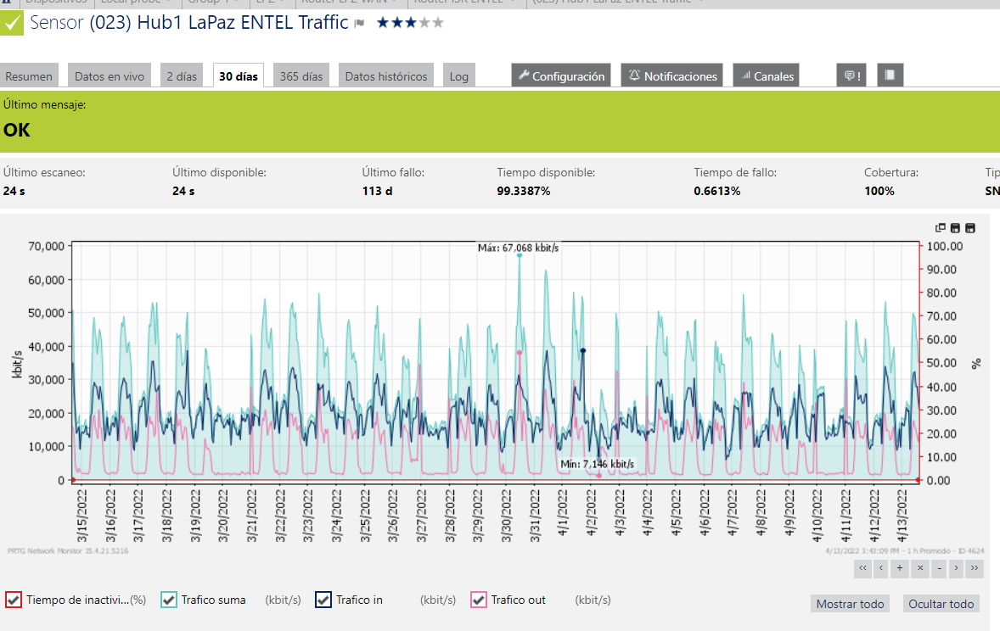 Dispositivos Local probe Group 1 LPZ Router LPZ WAN Router ISR ENTEL (023) Hub1 LaPaz ENTEL Traffic
Sensor (023) Hub1 LaPaz ENTEL Traffic
Resumen Datos en vivo 2 días 30 días 365 días Datos históricos Log Configuración Notificaciones Canales !
Último mensaje:
OK
Último escaneo: Último disponible: Último fallo: Tiempo disponible: Tiempo de fallo: Cobertura: Tip
24 s 24 s 113 d 99.3387% 0.6613% 100% SN
Máx: 67,068 kbit/s
70,000 100.00
90.00
60,000
80.00
50,000 70.00
60.00
40,000
50.00
kbit/s %
30,000
40.00
20,000 30.00
20.00
10,000
10.00
Mín: 7,146 kbit/s
0 0.00
3/15/2022 3/16/2022 3/17/2022 3/18/2022 3/19/2022 3/20/2022 3/21/2022 3/22/2022 3/23/2022 3/24/2022 3/25/2022 3/26/2022 3/27/2022 3/28/2022 3/29/2022 3/30/2022 3/31/2022 4/1/2022 4/2/2022 4/3/2022 4/4/2022 4/5/2022 4/6/2022 4/7/2022 4/8/2022 4/9/2022 4/10/2022 4/11/2022 4/12/2022 4/13/2022
PRTG Network Monitor 15.4.21.5216 4/13/2022 3:43:09 PM - 1 h Promedio - ID 4624
‹‹ ‹ + × - › ››
Tiempo de inactivi...(%) Trafico suma (kbit/s) Trafico in (kbit/s) Trafico out (kbit/s)
Mostrar todo Ocultar todo